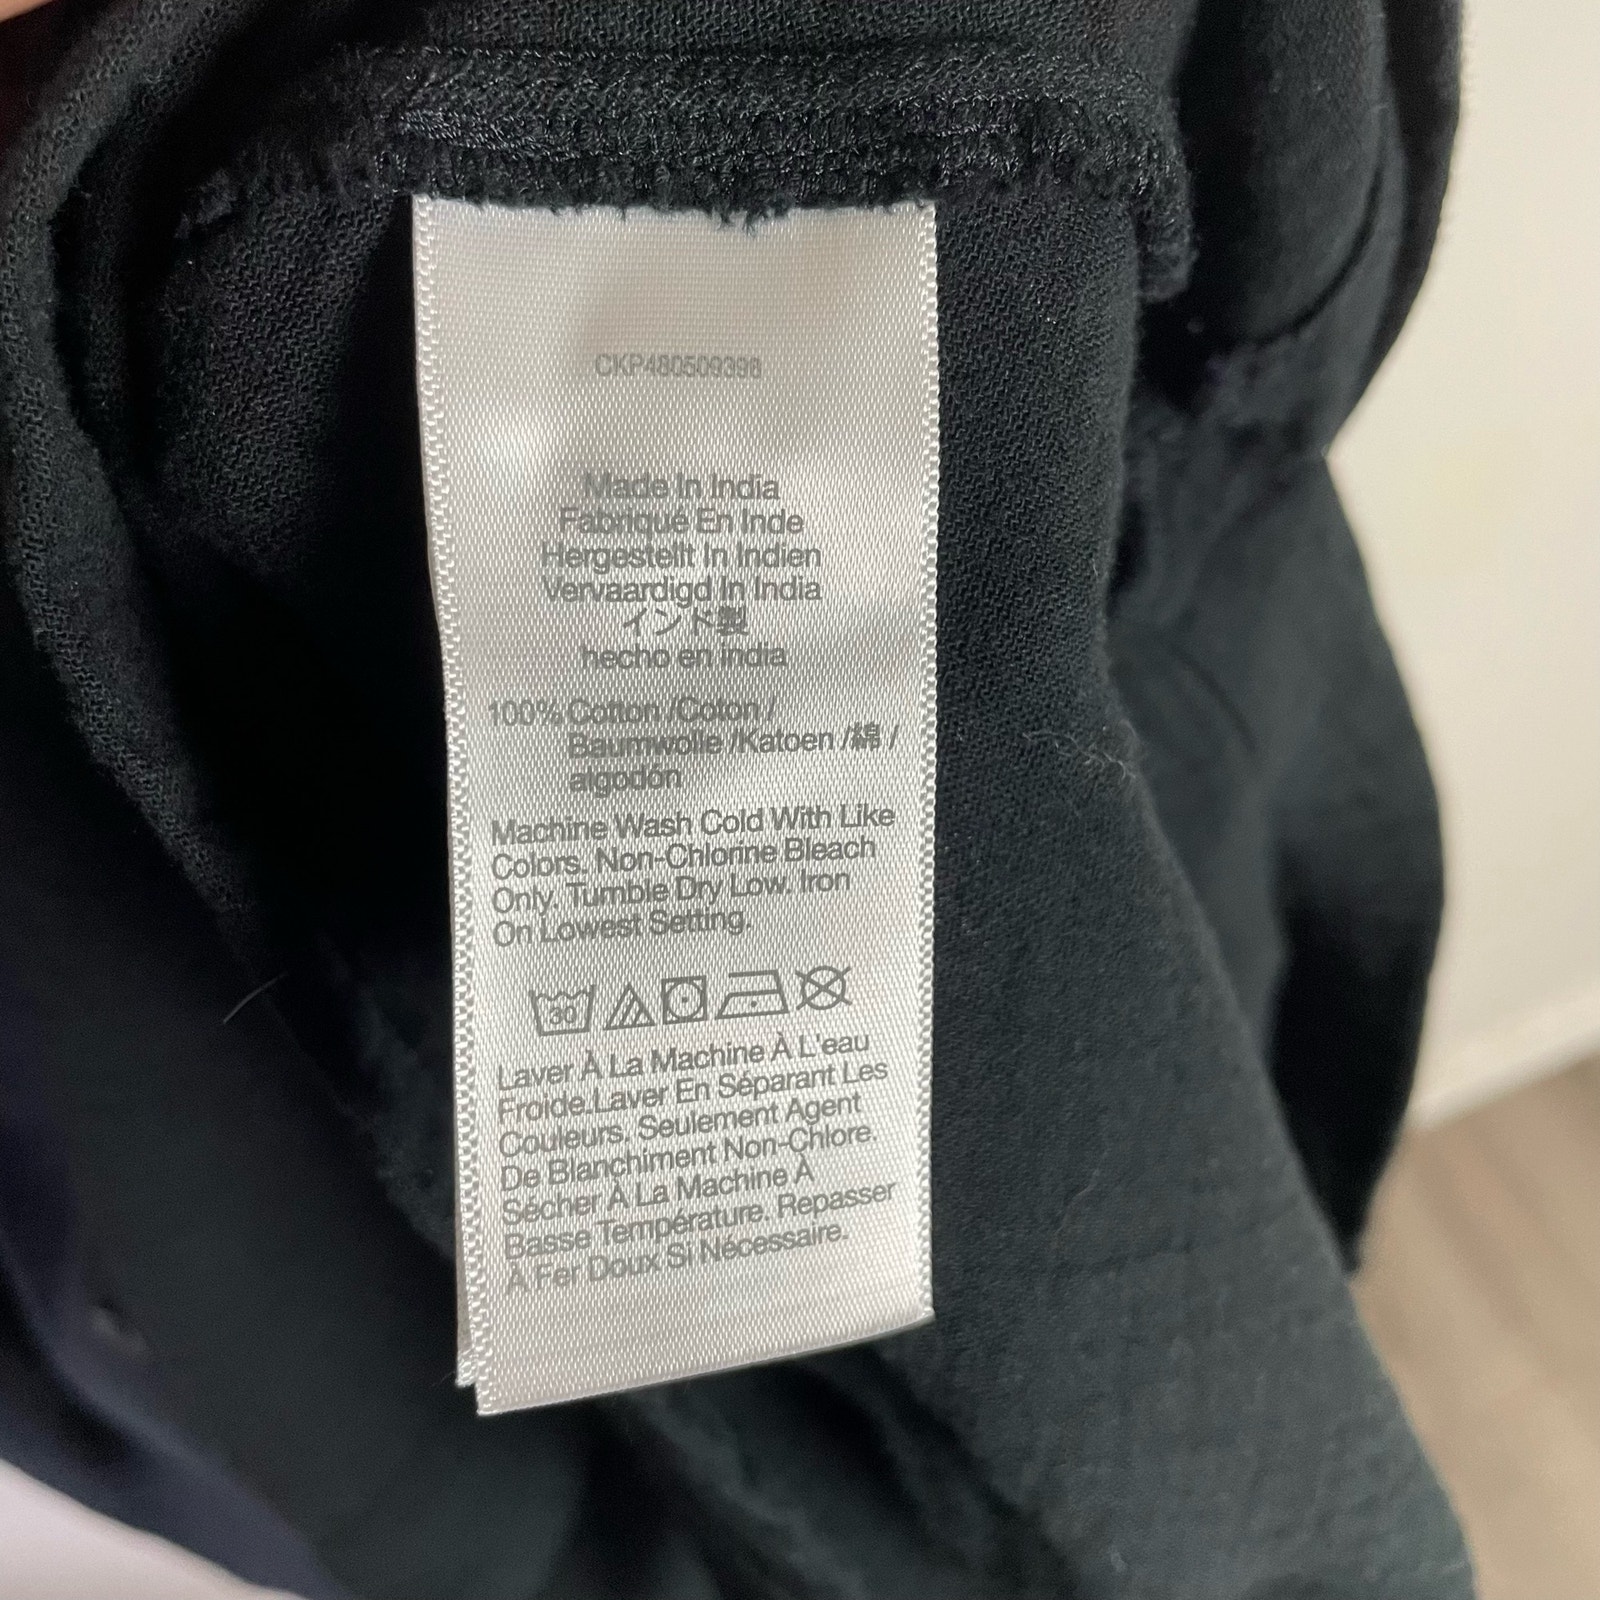 CKP480509398
Made In India
Fabriqué En Inde
Hergestellt In Indien
Vervaardigd In India
インド製
hecho en india
100% Cotton /Coton /
Baumwolle /Katoen /綿 /
algodón
Machine Wash Cold With Like
Colors. Non-Chlorine Bleach
Only. Tumble Dry Low. Iron
On Lowest Setting.
30
Laver À La Machine À L'eau
Froide.Laver En Séparant Les
Couleurs. Seulement Agent
De Blanchiment Non-Chlore.
Sécher À La Machine À
Basse Température. Repasser
À Fer Doux Si Nécessaire.